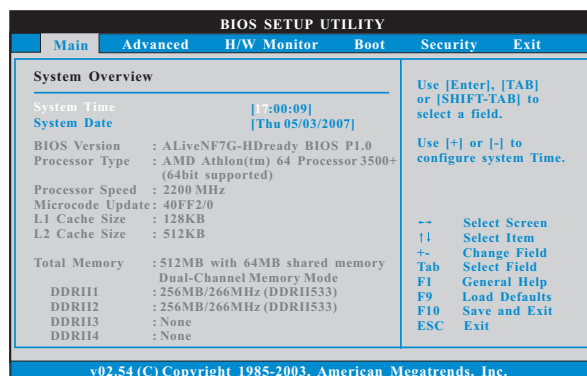 BIOS SETUP UTILITY
Main Advanced H/W Monitor Boot Security Exit
System Overview
System Time [17:00:09]
System Date [Thu 05/03/2007]
BIOS Version : ALiveNF7G-HDready BIOS P1.0
Processor Type : AMD Athlon(tm) 64 Processor 3500+
(64bit supported)
Processor Speed : 2200 MHz
Microcode Update : 40FF2/0
L1 Cache Size : 128KB
L2 Cache Size : 512KB
Total Memory : 512MB with 64MB shared memory
Dual-Channel Memory Mode
DDRII1 : 256MB/266MHz (DDRII533)
DDRII2 : 256MB/266MHz (DDRII533)
DDRII3 : None
DDRII4 : None
Use [Enter], [TAB]
or [SHIFT-TAB] to
select a field.
Use [+] or [-] to
configure system Time.
←→ Select Screen
↑↓ Select Item
+- Change Field
Tab Select Field
F1 General Help
F9 Load Defaults
F10 Save and Exit
ESC Exit
v02.54 (C) Copyright 1985-2003, American Megatrends, Inc.